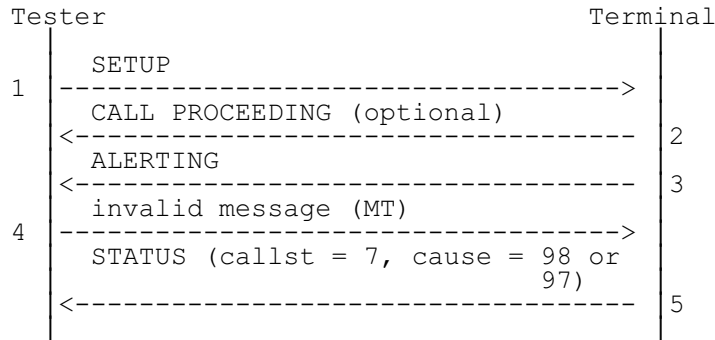 Tester Terminal
SETUP
1
CALL PROCEEDING (optional)
2
ALERTING
3
invalid message (MT)
4
STATUS (callst = 7, cause = 98 or
97)
5